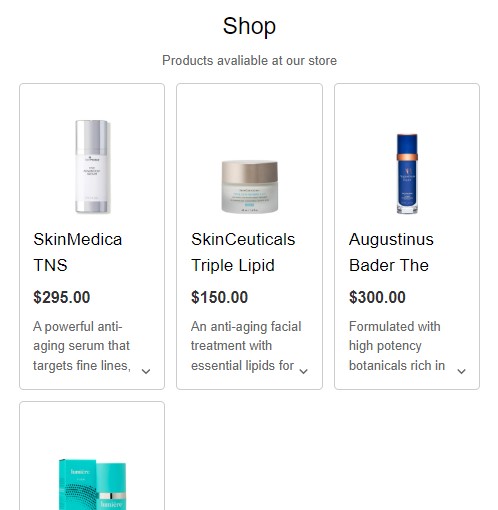 Shop
Products avaliable at our store
SkinMedica
TNS
$295.00
A powerful anti-
aging serum that
targets fine lines,
SkinCeuticals
Triple Lipid
$150.00
An anti-aging facial
treatment with
essential lipids for
Augustinus
Bader The
$300.00
Formulated with
high potency
botanicals rich in
lumiere
lumiere